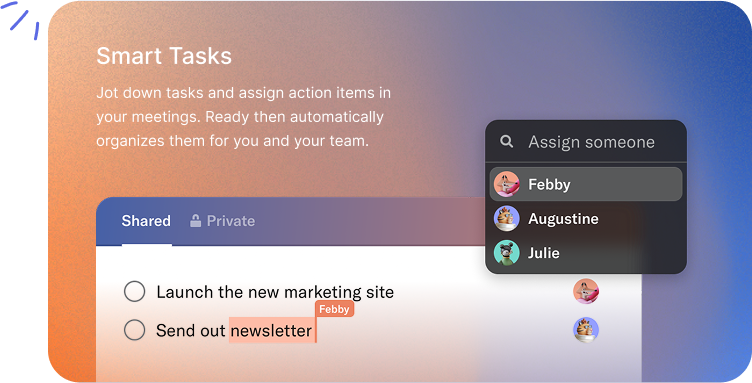 Smart Tasks
Jot down tasks and assign action items in
your meetings. Ready then automatically
organizes them for you and your team.
Assign someone
Febby
Augustine
Julie
Shared
Private
Launch the new marketing site
Febby
Send out newsletter